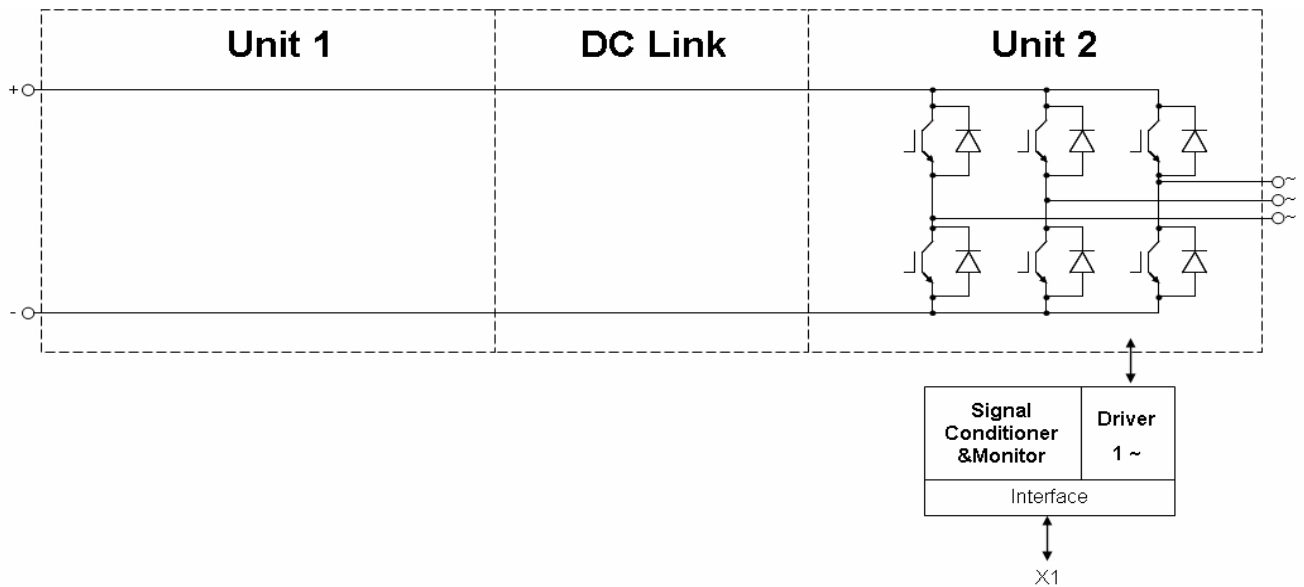 Unit 1
DC Link
Unit 2
+
~
~
~
-
Signal
Conditioner
&Monitor
Driver
1 ~
Interface
X1